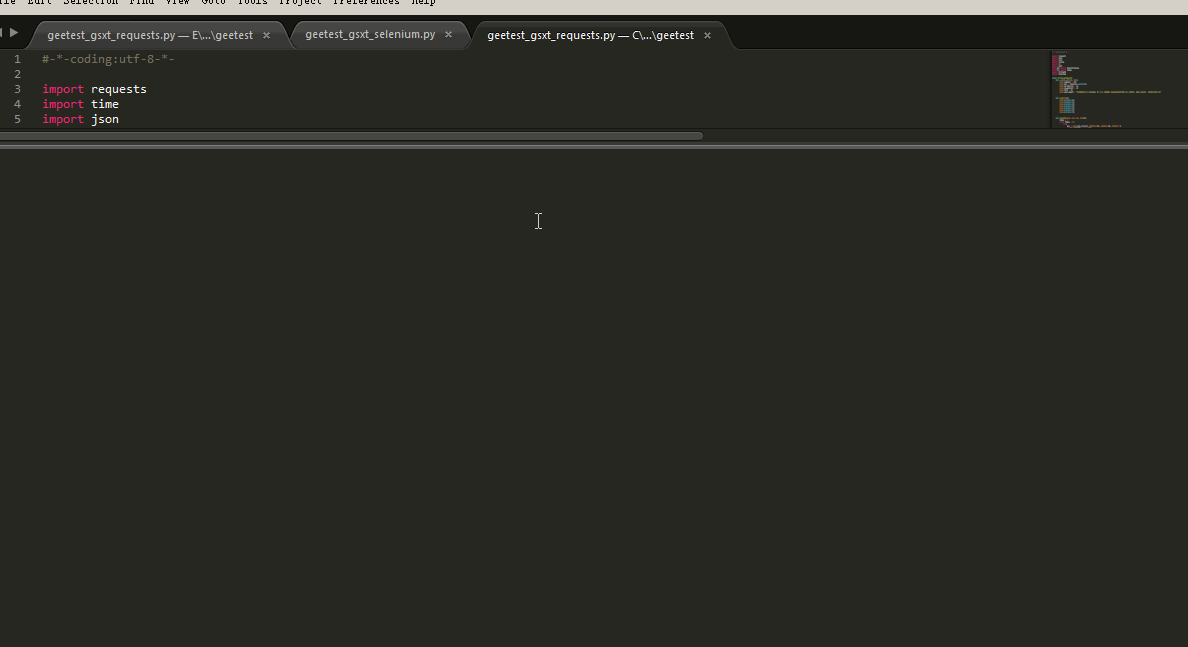 File Edit Selection Find View Goto Tools Project Preferences Help
geetest_gsxt_requests.py — E\...\geetest × geetest_gsxt_selenium.py × geetest_gsxt_requests.py — C\...\geetest ×
1 #-*-coding:utf-8-*-
2
3 import requests
4 import time
5 import json